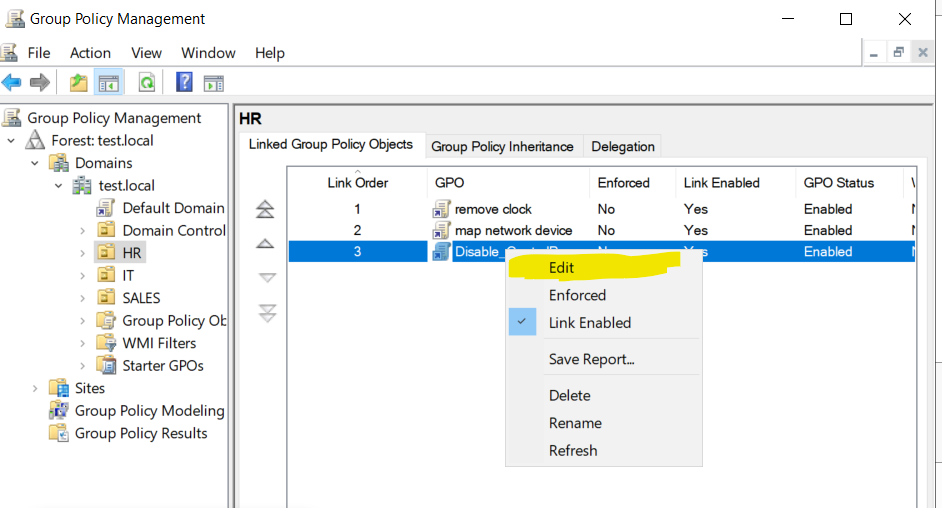 Group Policy Management
File Action View Window Help
Group Policy Management
Forest: test.local
Domains
test.local
Default Domain
Domain Control
HR
IT
SALES
Group Policy Ob
WMI Filters
Starter GPOs
Sites
Group Policy Modeling
Group Policy Results
HR
Linked Group Policy Objects Group Policy Inheritance Delegation
Link Order GPO Enforced Link Enabled GPO Status
1 remove clock No Yes Enabled
2 map network device No Yes Enabled
3 Yes Enabled
Edit
Enforced
Link Enabled
Save Report...
Delete
Rename
Refresh